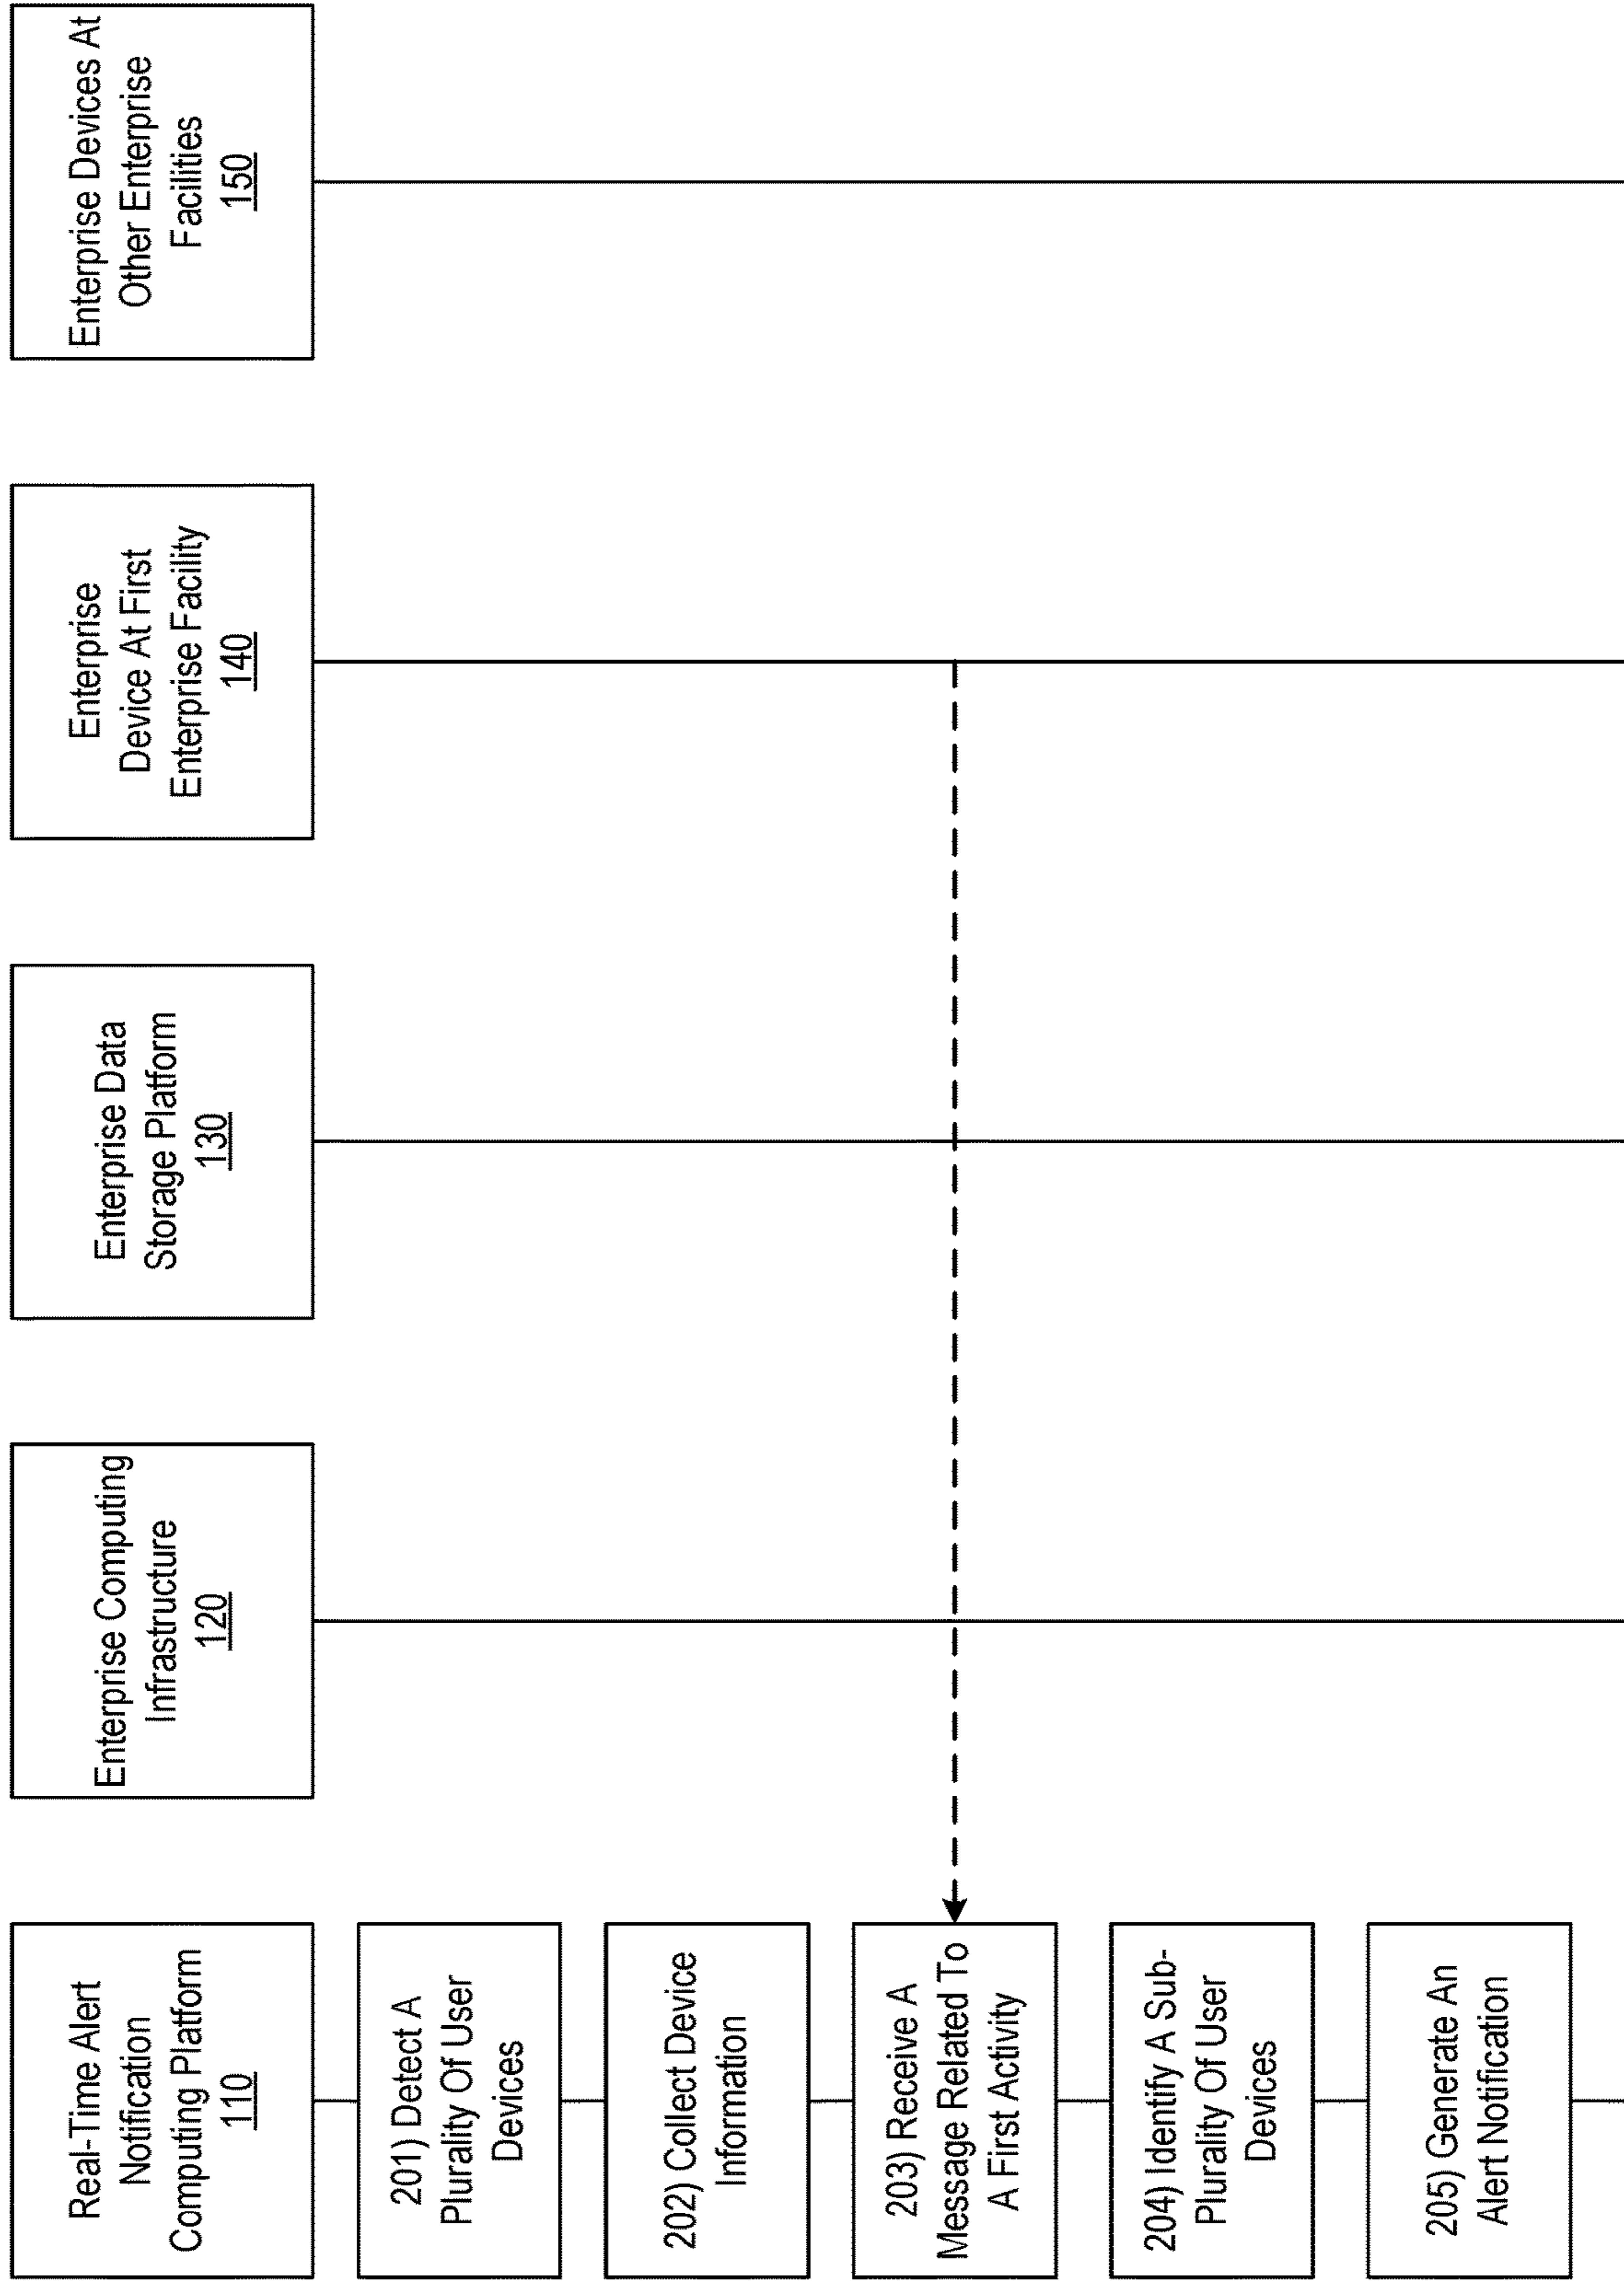 Real-Time Alert
Notification
Computing Platform
110
Enterprise Computing
Infrastructure
120
Enterprise Data
Storage Platform
130
Enterprise
Device At First
Enterprise Facility
140
Enterprise Devices At
Other Enterprise
Facilities
150
201) Detect A
Plurality Of User
Devices
202) Collect Device
Information
203) Receive A
Message Related To
A First Activity
204) Identify A Sub-
Plurality Of User
Devices
205) Generate An
Alert Notification